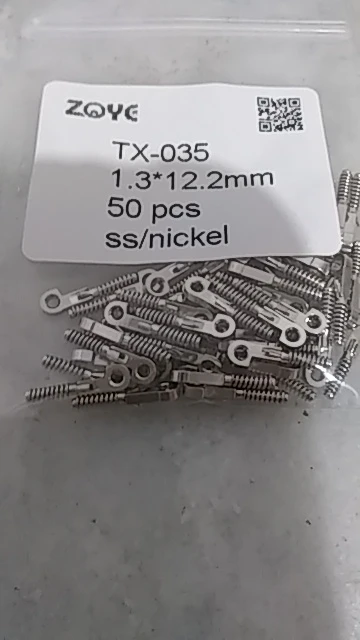 ZOYE
TX-035
1.3*12.2mm
50 pcs
ss/nickel